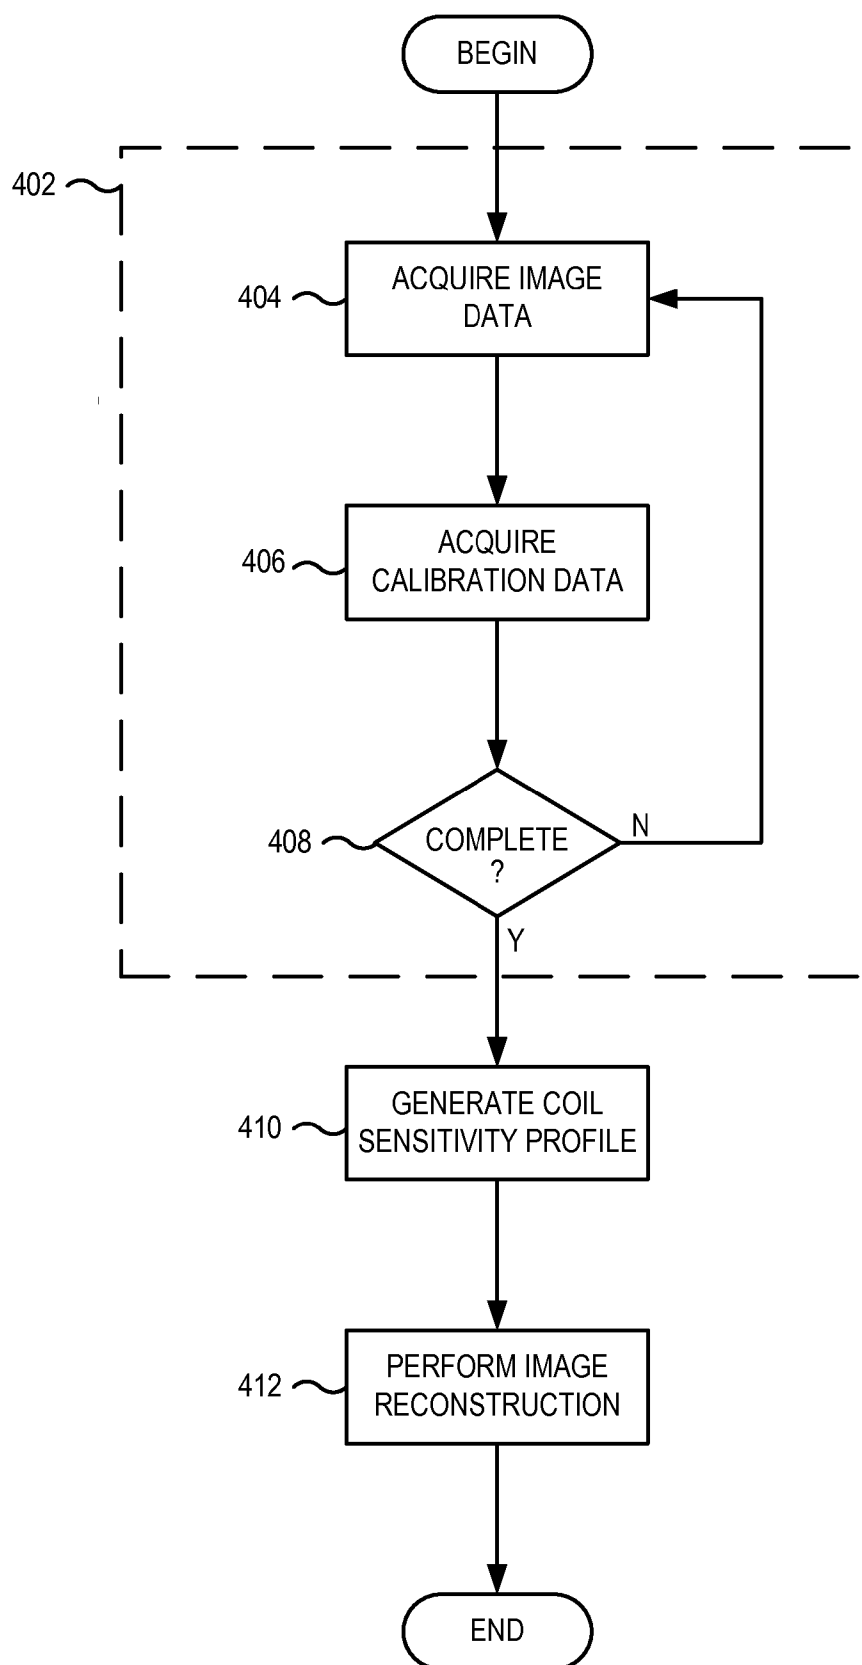 BEGIN
402
404
ACQUIRE IMAGE
DATA
406
ACQUIRE
CALIBRATION DATA
408
COMPLETE
?
N
Y
410
GENERATE COIL
SENSITIVITY PROFILE
412
PERFORM IMAGE
RECONSTRUCTION
END